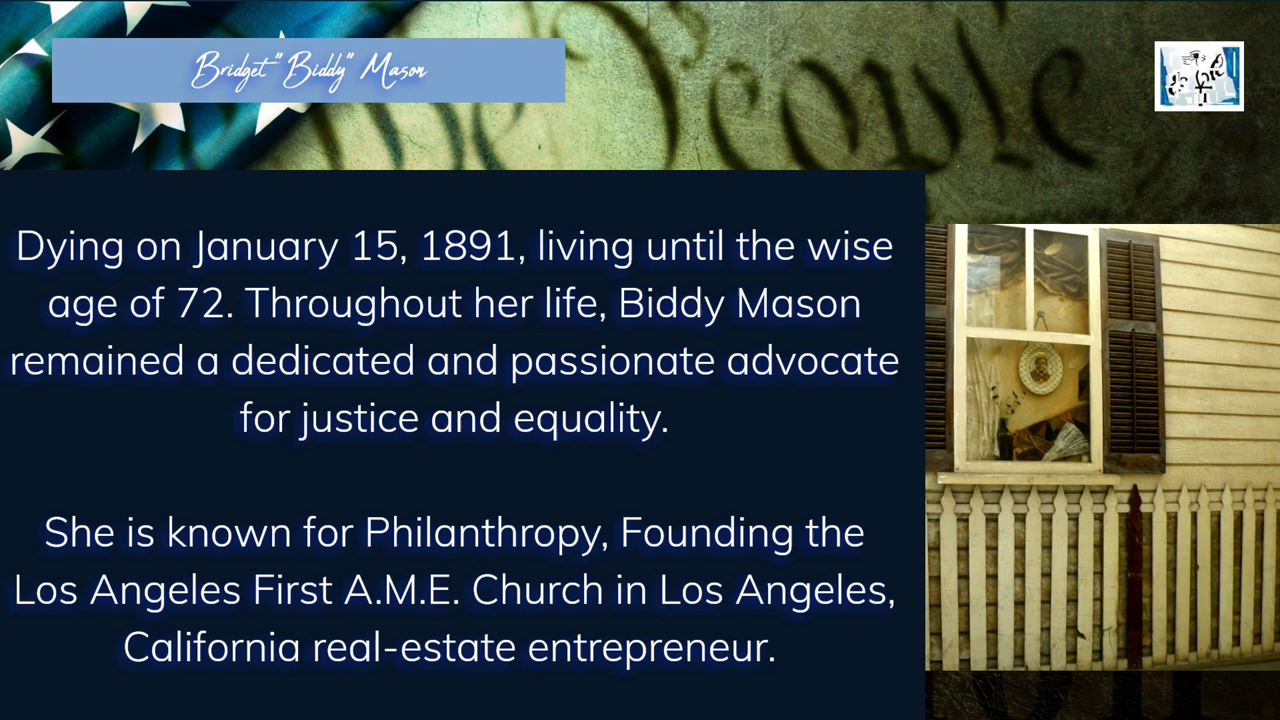 Bridget "Biddy" Mason
the People
Dying on January 15, 1891, living until the wise
age of 72. Throughout her life, Biddy Mason
remained a dedicated and passionate advocate
for justice and equality.
She is known for Philanthropy, Founding the
Los Angeles First A.M.E. Church in Los Angeles,
California real-estate entrepreneur.